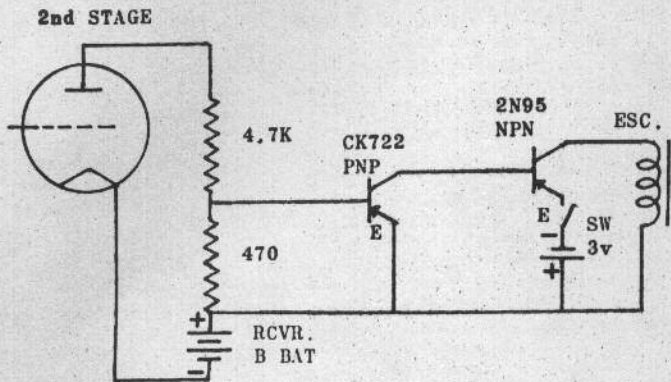 2nd STAGE
4.7K
470
CK722
PNP
E
2N95
NPN
E
ESC.
SW
3v
-
+
+
-
RCVR.
B BAT